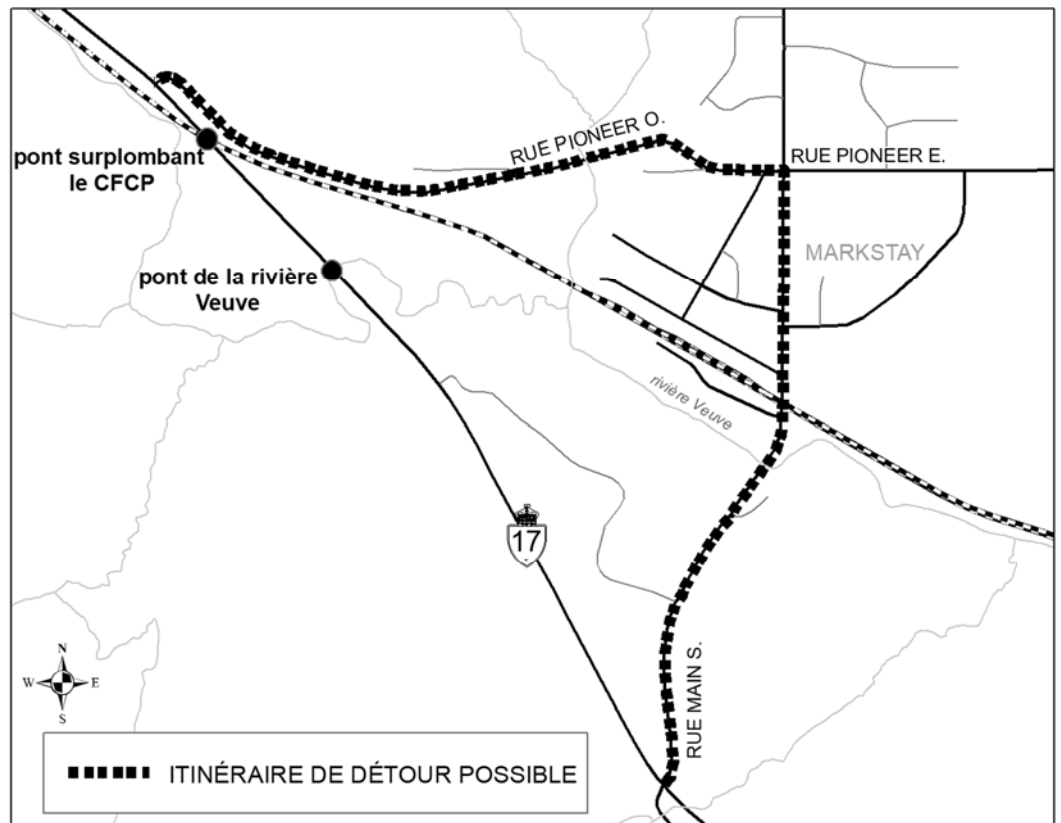 RUE PIONEER O.
pont surplombant
le CFCP
RUE PIONEER E.
MARKSTAY
pont de la rivière
Veuve
rivière Veuve
17
RUE MAIN S.
N
W E
S
ITINÉRAIRE DE DÉTOUR POSSIBLE